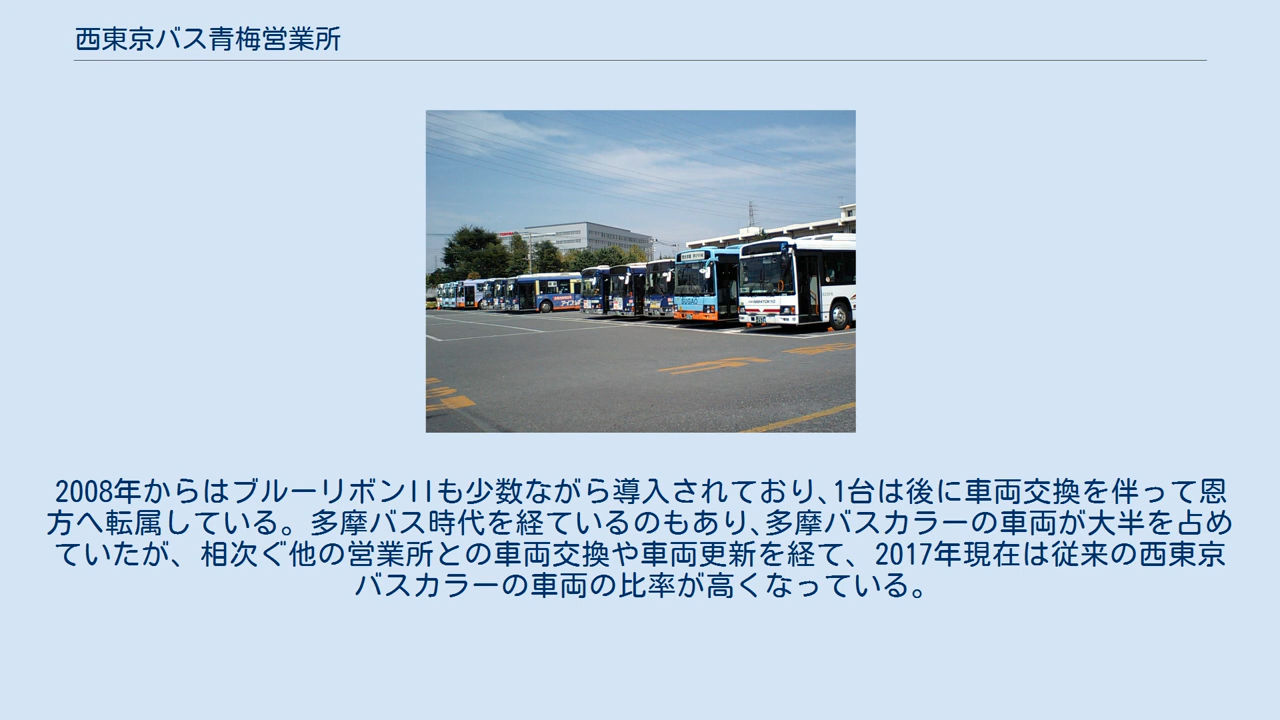 西東京バス青梅営業所
SUGAO
2008年からはブルーリボンIIも少数ながら導入されており、1台は後に車両交換を伴って恩
方へ転属している。多摩バス時代を経ているのもあり、多摩バスカラーの車両が大半を占め
ていたが、相次ぐ他の営業所との車両交換や車両更新を経て、2017年現在は従来の西東京
バスカラーの車両の比率が高くなっている。